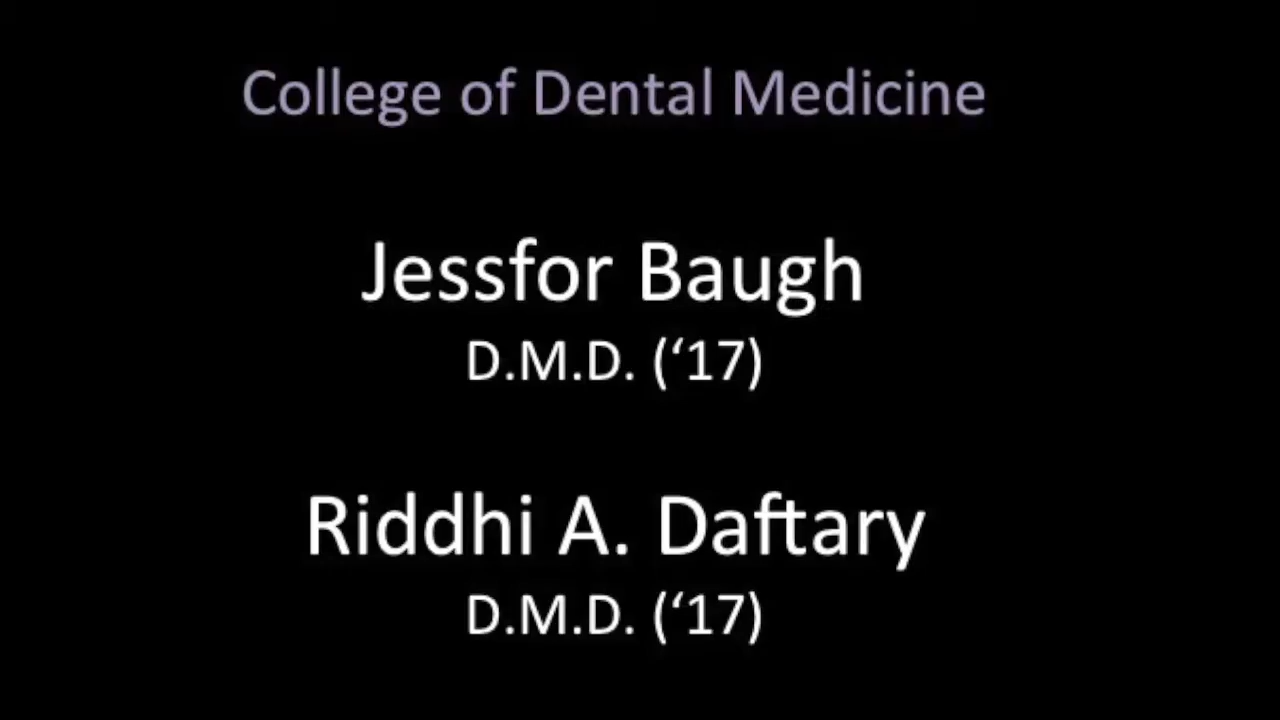 College of Dental Medicine
Jessfor Baugh
D.M.D. (‘17)
Riddhi A. Daftary
D.M.D. (‘17)